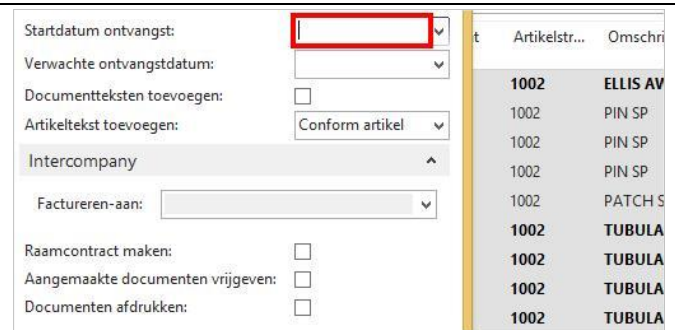 Startdatum ontvangst:
Verwachte ontvangstdatum:
Documentteksten toevoegen:
Artikeltekst toevoegen: Conform artikel
Intercompany
Factureren-aan:
Raamcontract maken:
Aangemaakte documenten vrijgeven:
Documenten afdrukken:
t Artikelstr... Omschri
1002 ELLIS AV
1002 PIN SP
1002 PIN SP
1002 PIN SP
1002 PATCH S
1002 TUBULA
1002 TUBULA
1002 TUBULA
1002 TUBULA